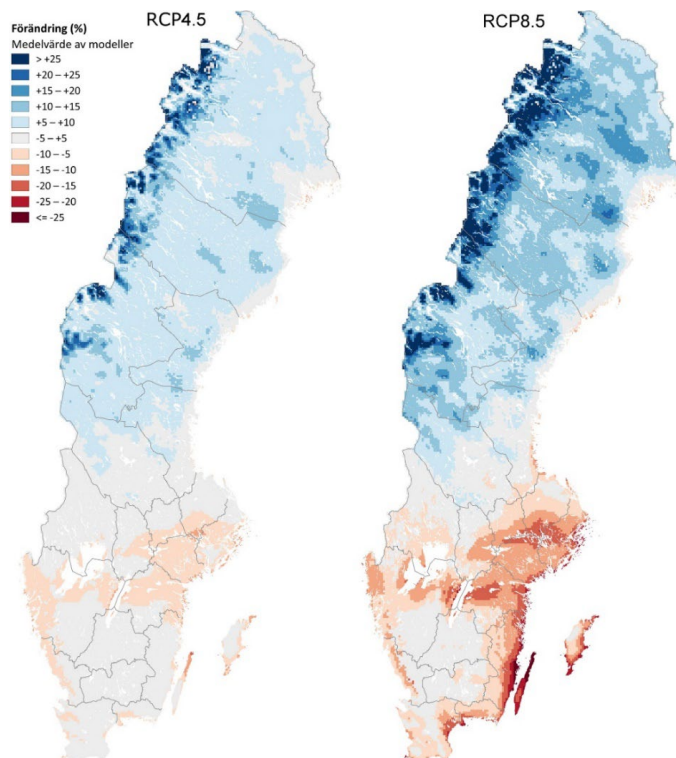 RCP4.5
RCP8.5
Förändring (%)
Medelvärde av modeller
> +25
+20 – +25
+15 – +20
+10 – +15
+5 – +10
-5 – +5
-10 – -5
-15 – -10
-20 – -15
-25 – -20
<= -25